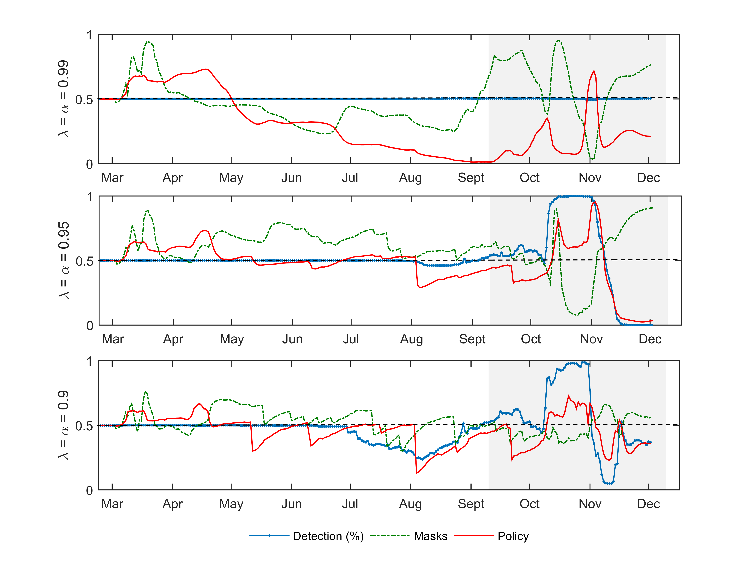 1
0.5
0
λ = α = 0.99
Mar Apr May Jun Jul Aug Sept Oct Nov Dec
1
0.5
0
λ = α = 0.95
Mar Apr May Jun Jul Aug Sept Oct Nov Dec
1
0.5
0
λ = α = 0.9
Mar Apr May Jun Jul Aug Sept Oct Nov Dec
Detection (%) Masks Policy